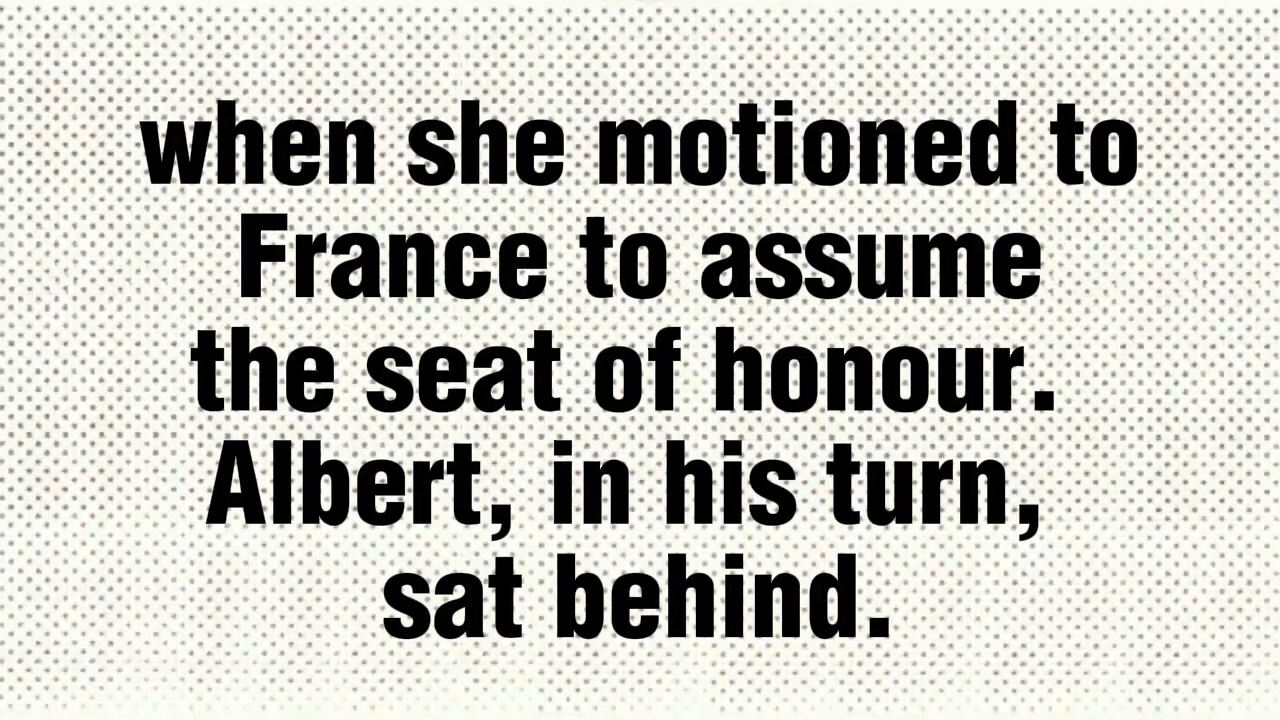 when she motioned to
France to assume
the seat of honour.
Albert, in his turn,
sat behind.